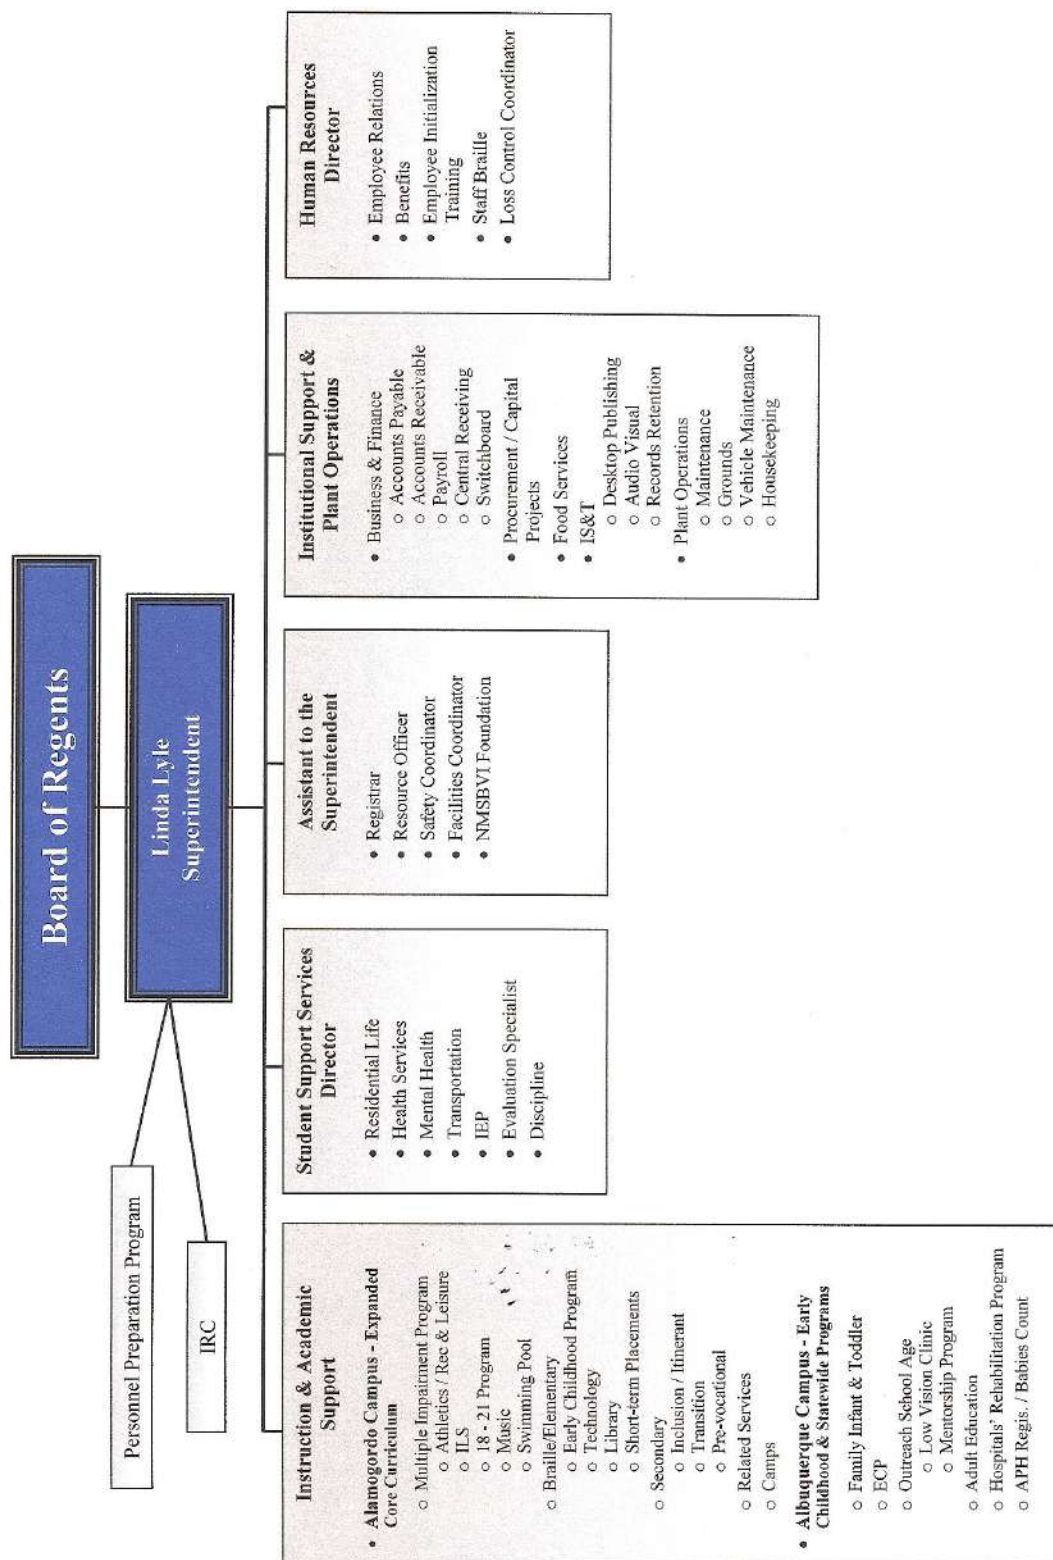 Board of Regents
Linda Lyle
Superintendent
Personnel Preparation Program
IRC
Instruction & Academic
Support
• Alamogordo Campus - Expanded
Core Curriculum
○ Multiple Impairment Program
○ Athletics / Rec & Leisure
○ ILS
○ 18 - 21 Program
○ Music
○ Swimming Pool
○ Braille/Elementary
○ Early Childhood Program
○ Technology
○ Library
○ Short-term Placements
○ Secondary
○ Inclusion / Itinerant
○ Transition
○ Pre-vocational
○ Related Services
○ Camps
• Albuquerque Campus - Early
Childhood & Statewide Programs
○ Family Infant & Toddler
○ ECP
○ Outreach School Age
○ Low Vision Clinic
○ Mentorship Program
○ Adult Education
○ Hospitals' Rehabilitation Program
○ APH Regis. / Babies Count
Student Support Services
Director
• Residential Life
• Health Services
• Mental Health
• Transportation
• IEP
• Evaluation Specialist
• Discipline
Assistant to the
Superintendent
• Registrar
• Resource Officer
• Safety Coordinator
• Facilities Coordinator
• NMSBVI Foundation
Institutional Support &
Plant Operations
• Business & Finance
○ Accounts Payable
○ Accounts Receivable
○ Payroll
○ Central Receiving
○ Switchboard
• Procurement / Capital
Projects
• Food Services
• IS&T
○ Desktop Publishing
○ Audio Visual
○ Records Retention
• Plant Operations
○ Maintenance
○ Grounds
○ Vehicle Maintenance
○ Housekeeping
Human Resources
Director
• Employee Relations
• Benefits
• Employee Initialization
Training
• Staff Braille
• Loss Control Coordinator